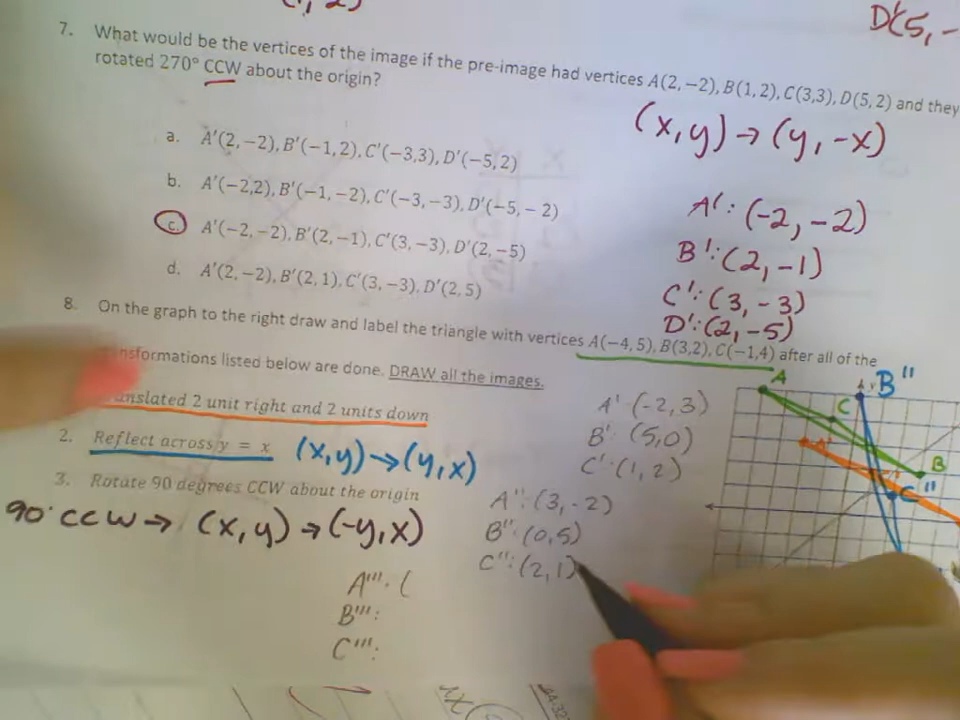 D'(5, -
7. What would be the vertices of the image if the pre-image had vertices A(2, −2), B(1, 2), C(3,3), D(5, 2) and they
rotated 270° CCW about the origin?
(x,y) → (y, -x)
a. A′(2, −2), B′(−1, 2), C′(−3,3), D′(−5, 2)
b. A′(−2,2), B′(−1, −2), C′(−3, −3), D′(−5, − 2)
c. A′(−2, −2), B′(2, −1), C′(3, −3), D′(2, −5)
d. A′(2, −2), B′(2, 1), C′(3, −3), D′(2, 5)
A': (-2, -2)
B': (2, -1)
C': (3, -3)
D': (2, -5)
8. On the graph to the right draw and label the triangle with vertices A(−4, 5), B(3,2), C(−1,4) after all of the
nsformations listed below are done. DRAW all the images.
anslated 2 unit right and 2 units down
2. Reflect across y = x (x,y) → (y,x)
3. Rotate 90 degrees CCW about the origin
90° CCW → (x,y) → (-y,x)
A' (-2,3)
B': (5,0)
C': (1,2)
A'': (3,-2)
B'': (0,5)
C'': (2,1)
A''': (
B''':
C''':
A
B''
C
y
A'
B
C''